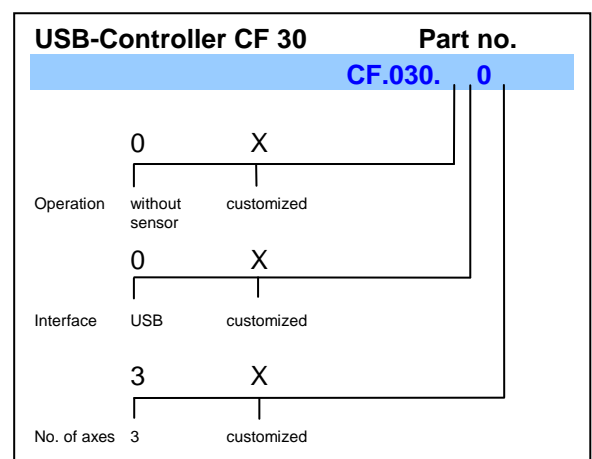 USB-Controller CF 30 Part no.
CF.030. 0
0 X
Operation without sensor customized
0 X
Interface USB customized
3 X
No. of axes 3 customized